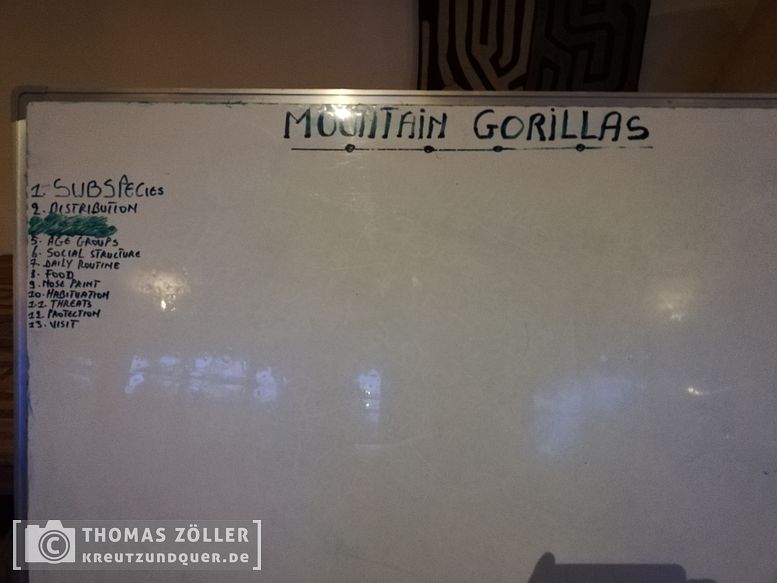 MOUNTAIN GORILLAS
1. SUBSPECIES
2. DISTRIBUTION
5. AGE GROUPS
6. SOCIAL STRUCTURE
7. DAILY ROUTINE
8. FOOD
9. NOSE PRINT
10. HABITUATION
11. THREATS
12. PROTECTION
13. VISIT
© THOMAS ZÖLLER
KREUTZUNDQUER.DE